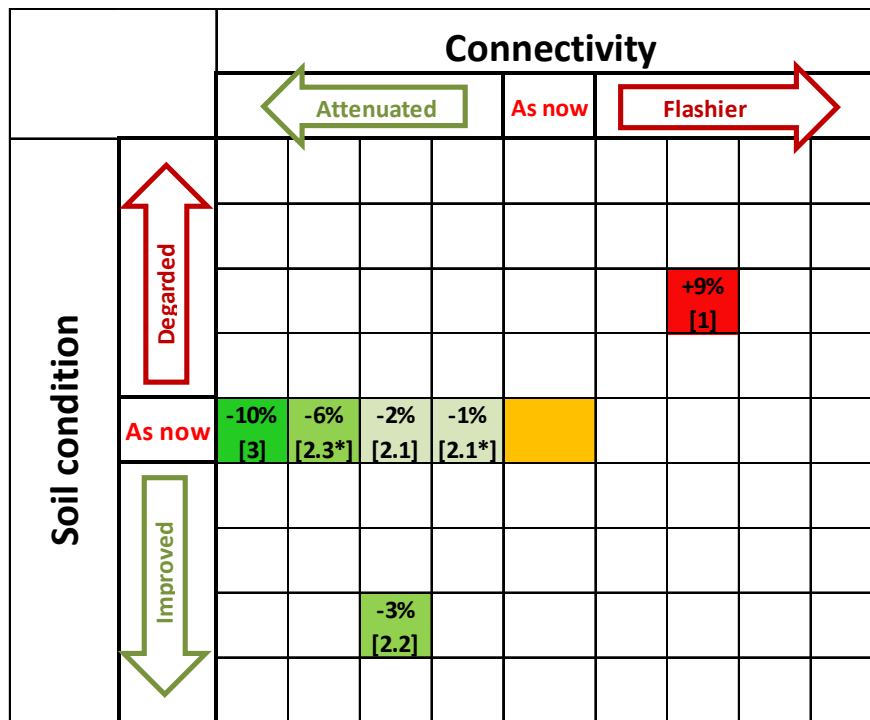 Connectivity
Attenuated
As now
Flashier
Soil condition
Degarded
+9%
[1]
As now
-10%
[3]
-6%
[2.3*]
-2%
[2.1]
-1%
[2.1*]
Improved
-3%
[2.2]